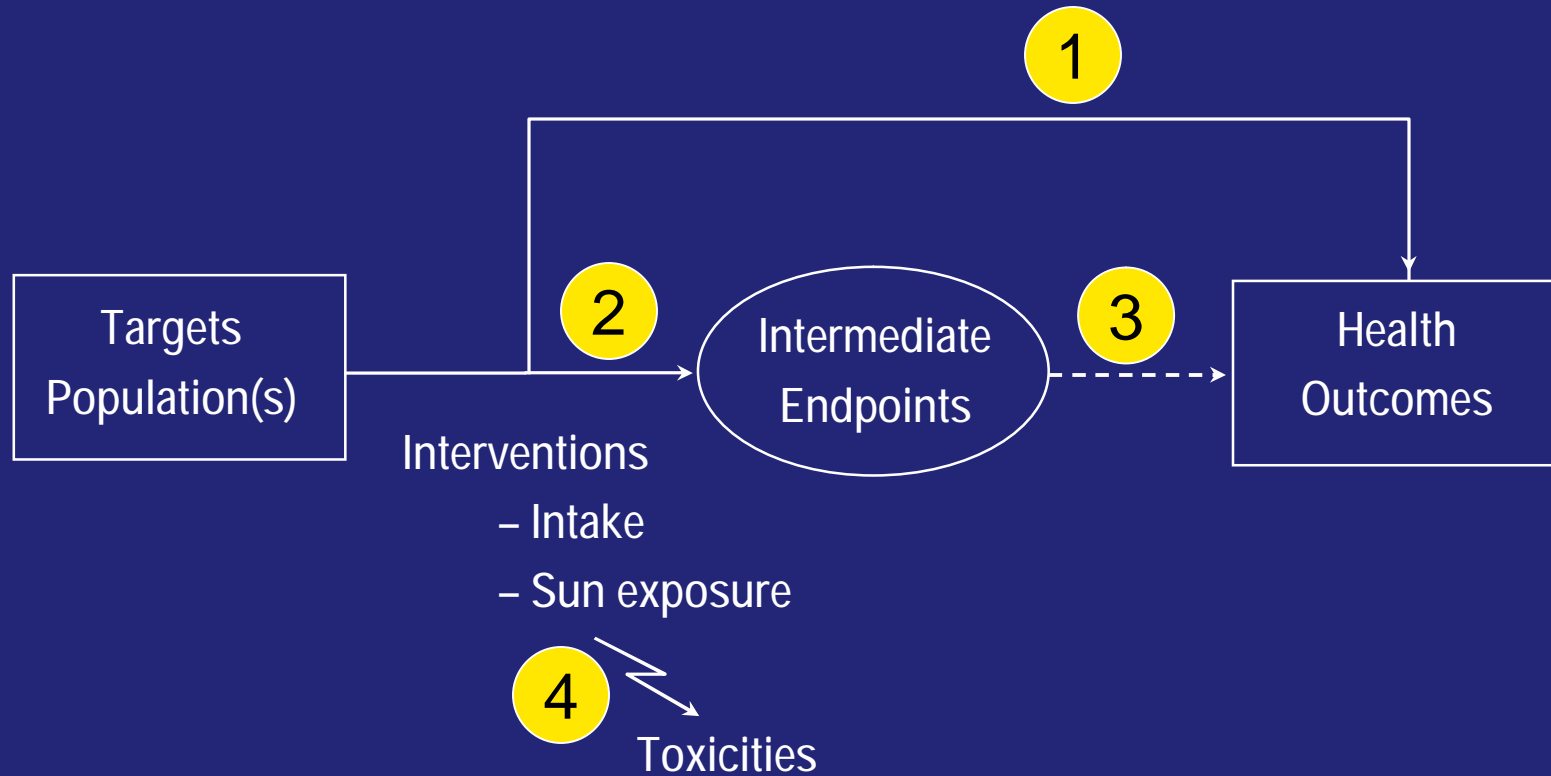 1
Targets
Population(s)
2
Intermediate
Endpoints
3
Health
Outcomes
Interventions
– Intake
– Sun exposure
4
Toxicities